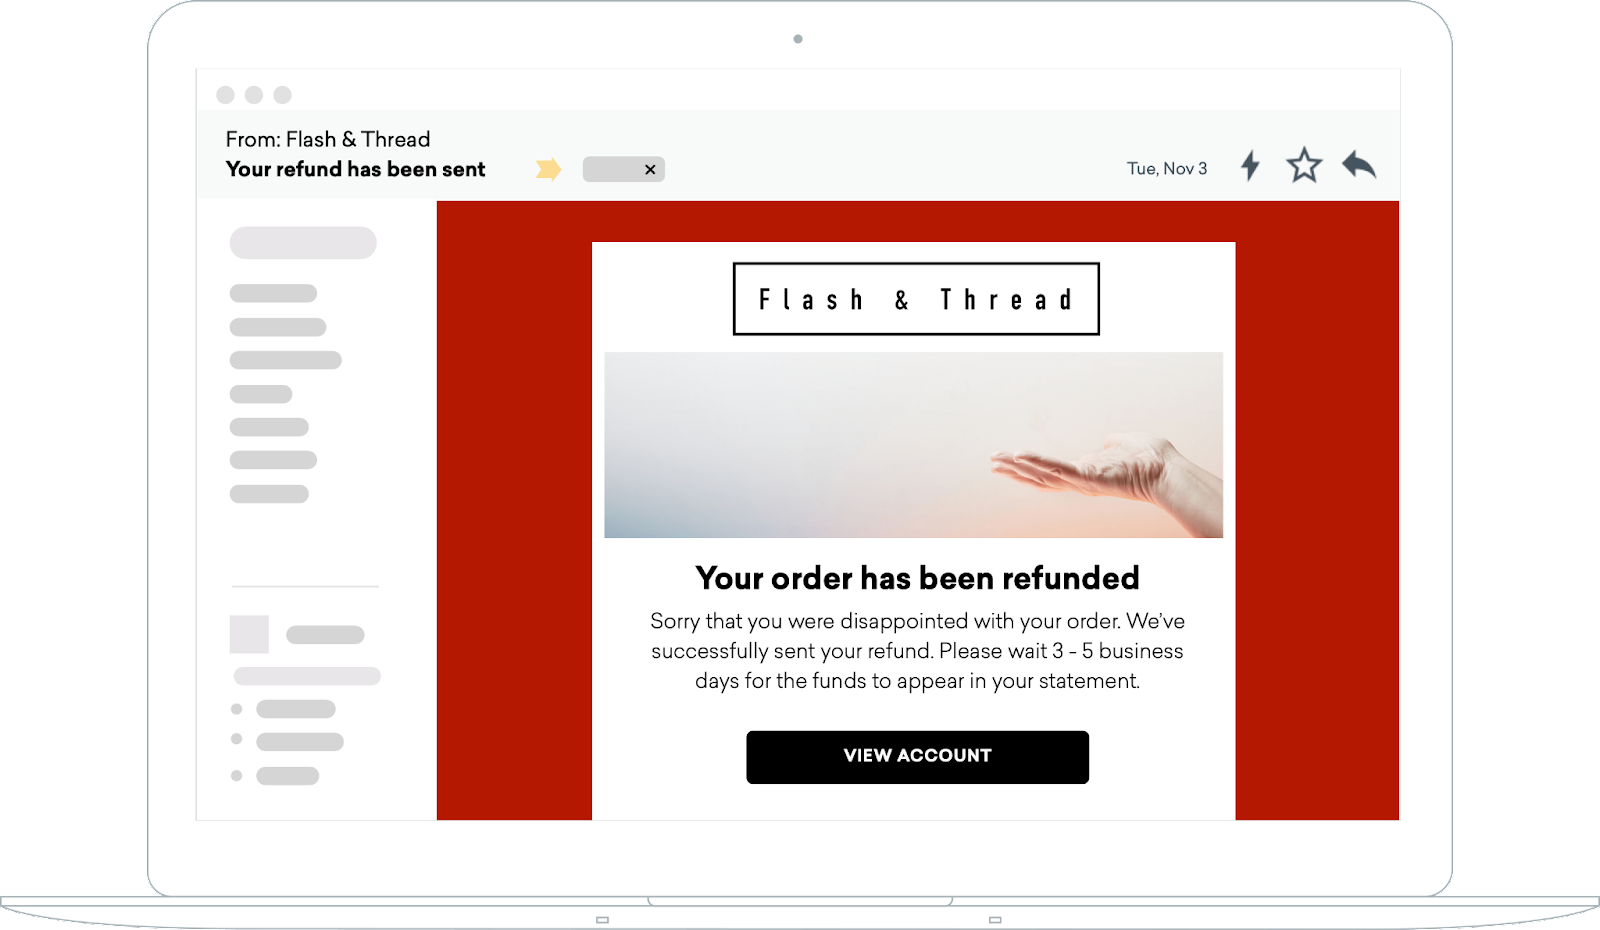 From: Flash & Thread
Your refund has been sent
Tue, Nov 3
Flash & Thread
Your order has been refunded
Sorry that you were disappointed with your order. We’ve
successfully sent your refund. Please wait 3 - 5 business
days for the funds to appear in your statement.
VIEW ACCOUNT